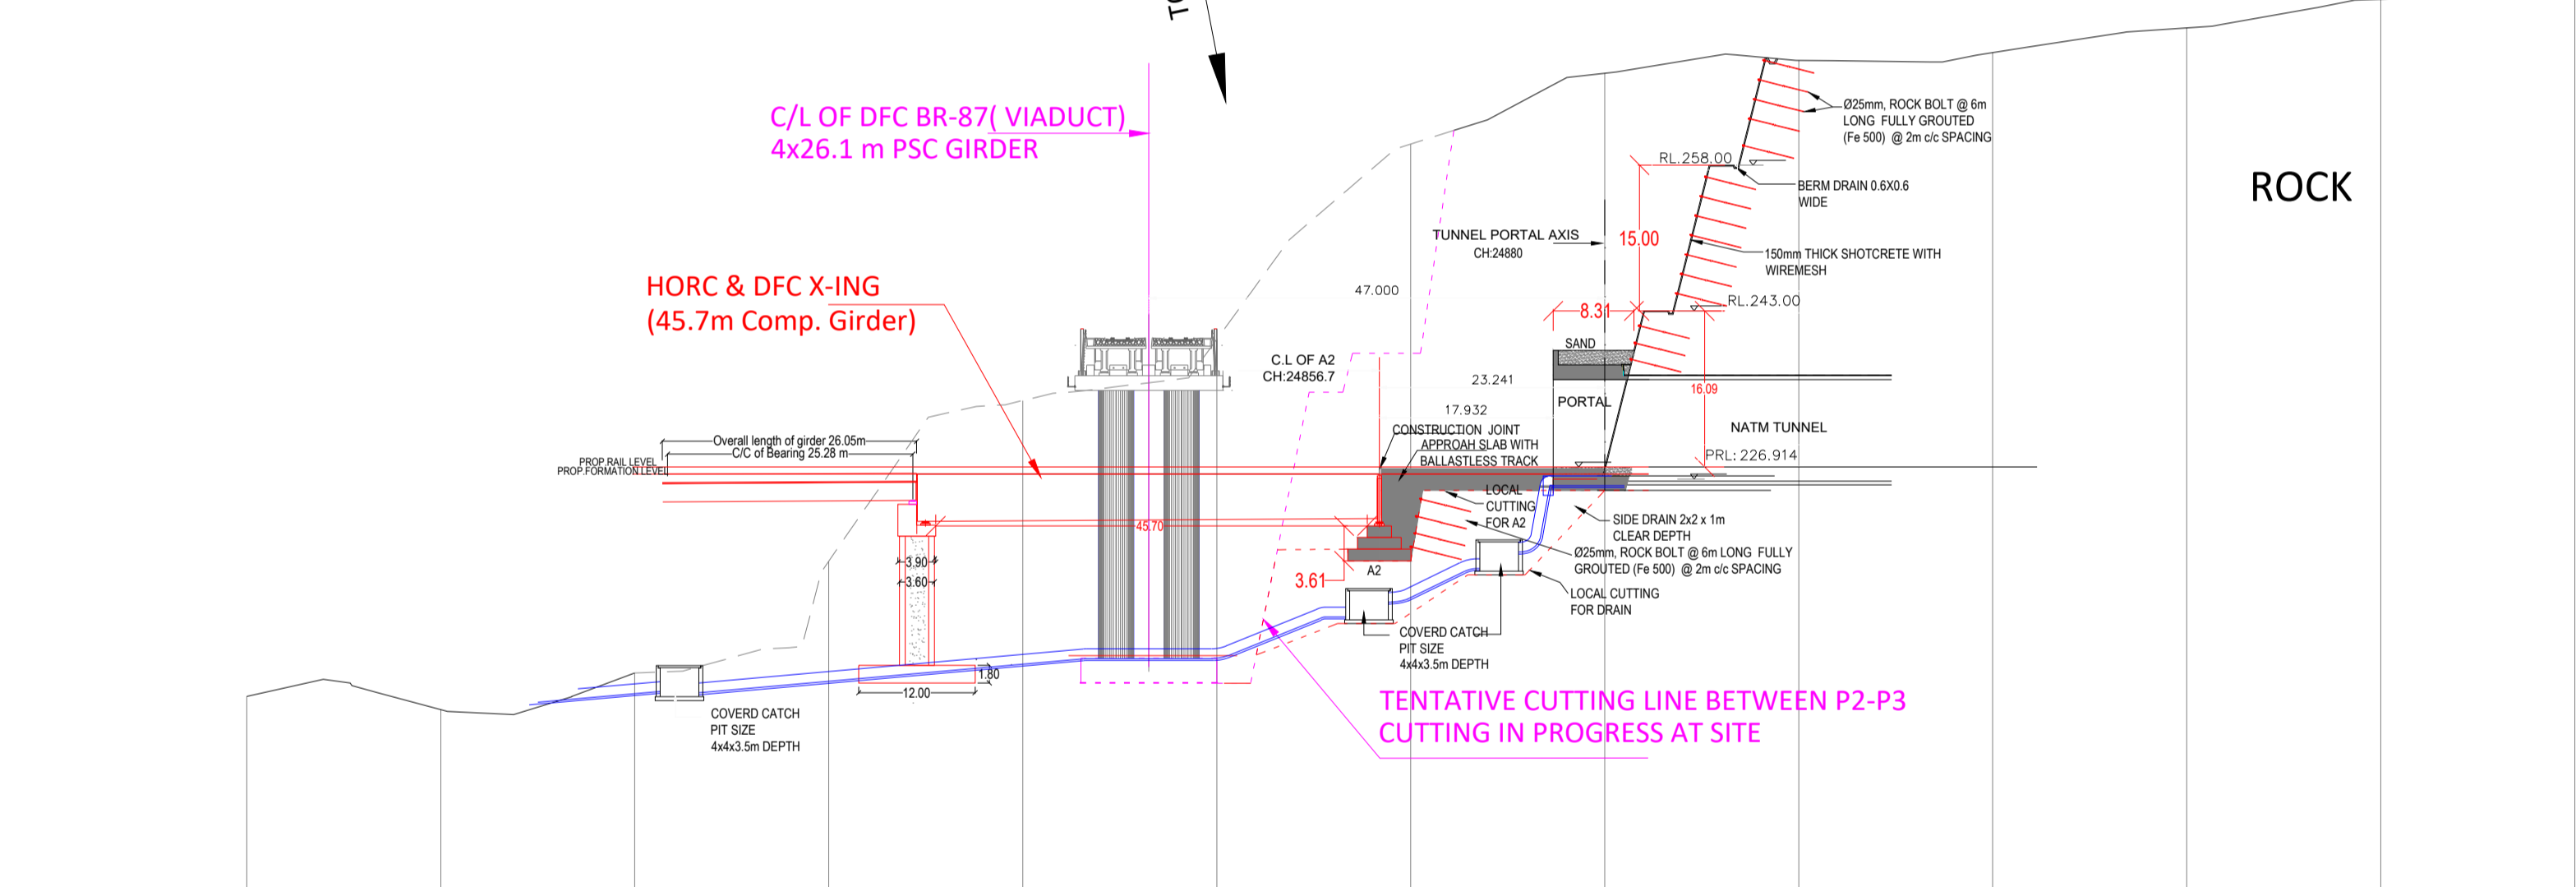 TO
C/L OF DFC BR-87( VIADUCT)
4x26.1 m PSC GIRDER
Ø25mm, ROCK BOLT @ 6m
LONG  FULLY GROUTED
(Fe 500)  @ 2m c/c SPACING
RL.258.00
BERM DRAIN 0.6X0.6
WIDE
ROCK
TUNNEL PORTAL AXIS
CH:24880
15.00
150mm THICK SHOTCRETE WITH
WIREMESH
HORC & DFC X-ING
(45.7m Comp. Girder)
47.000
RL.243.00
8.31
SAND
C.L OF A2
CH:24856.7
23.241
16.09
17.932
PORTAL
NATM TUNNEL
CONSTRUCTION  JOINT
APPROAH SLAB WITH
BALLASTLESS TRACK
PRL: 226.914
Overall length of girder 26.05m
C/C of Bearing 25.28 m
PROP.RAIL LEVEL
PROP.FORMATION LEVEL
LOCAL
CUTTING
FOR A2
45.70
SIDE DRAIN 2x2 x 1m
CLEAR DEPTH
Ø25mm, ROCK BOLT @ 6m LONG  FULLY
GROUTED (Fe 500)  @ 2m c/c SPACING
3.90
3.60
3.61
A2
LOCAL CUTTING
FOR DRAIN
COVERD CATCH
PIT SIZE
4x4x3.5m DEPTH
1.80
12.00
TENTATIVE CUTTING LINE BETWEEN P2-P3
CUTTING IN PROGRESS AT SITE
COVERD CATCH
PIT SIZE
4x4x3.5m DEPTH